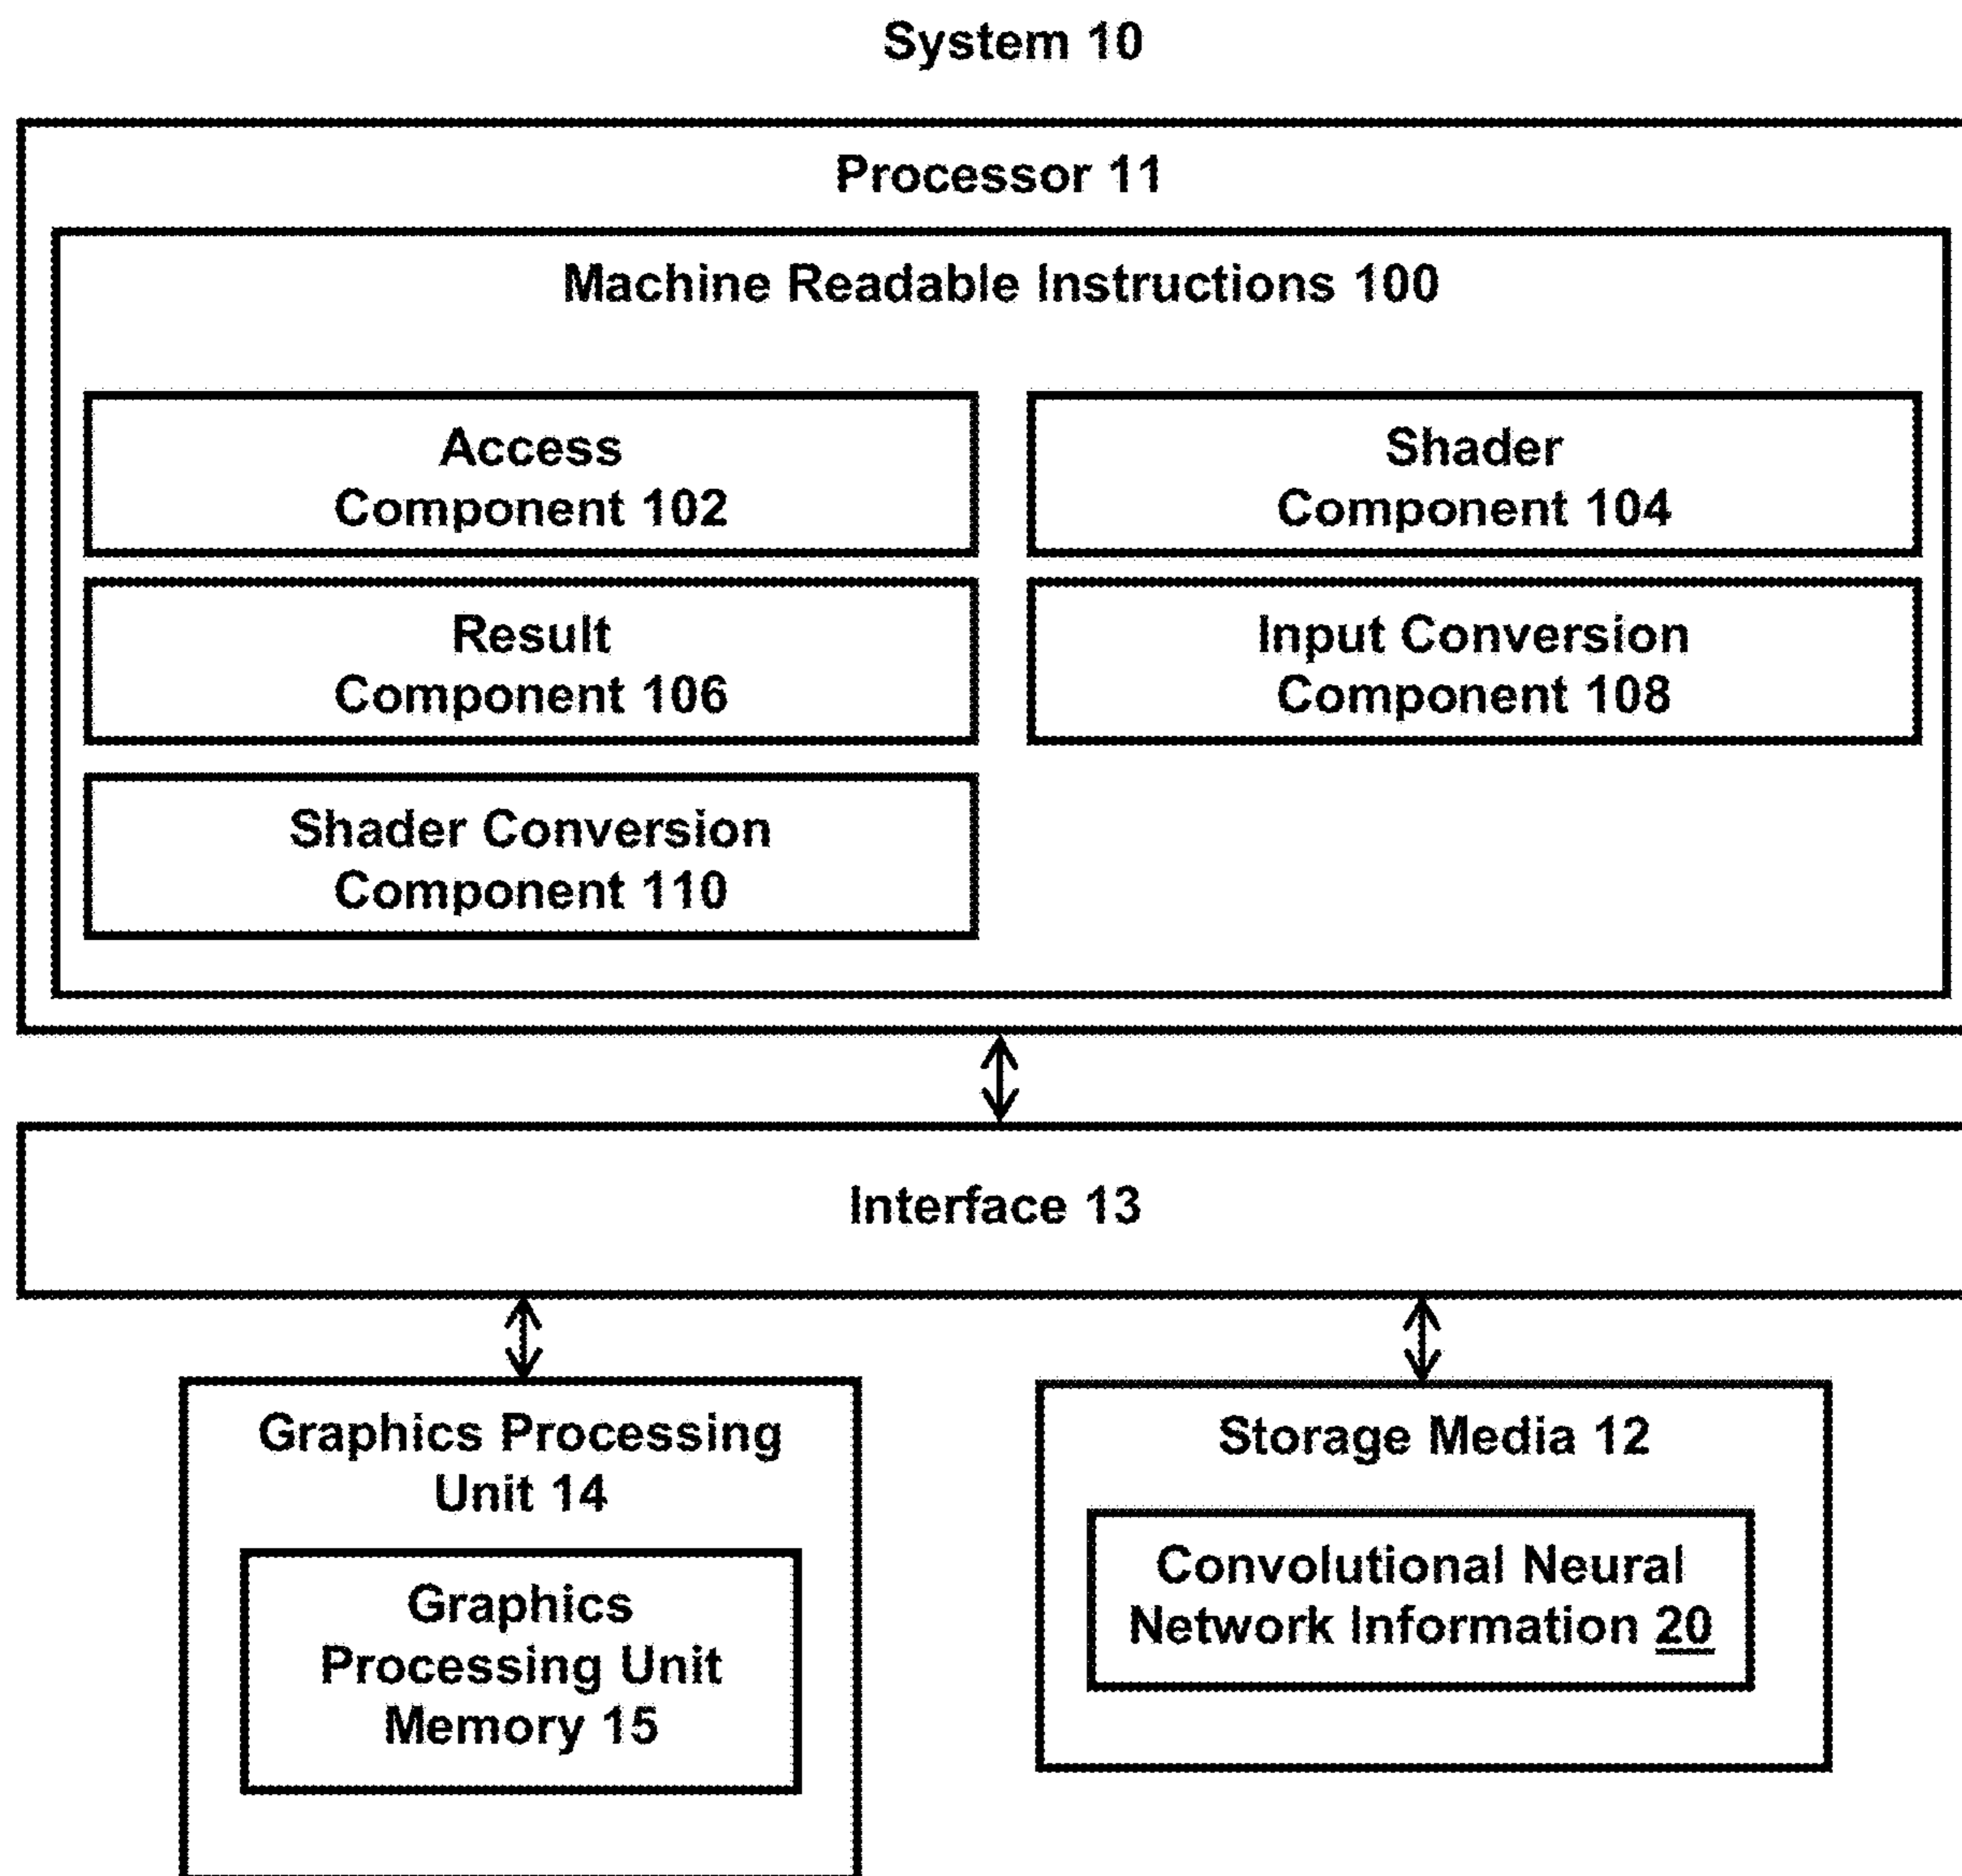 System 10
Processor 11
Machine Readable Instructions 100
Access
Component 102
Shader
Component 104
Result
Component 106
Input Conversion
Component 108
Shader Conversion
Component 110
Interface 13
Graphics Processing
Unit 14
Graphics
Processing Unit
Memory 15
Storage Media 12
Convolutional Neural
Network Information 20